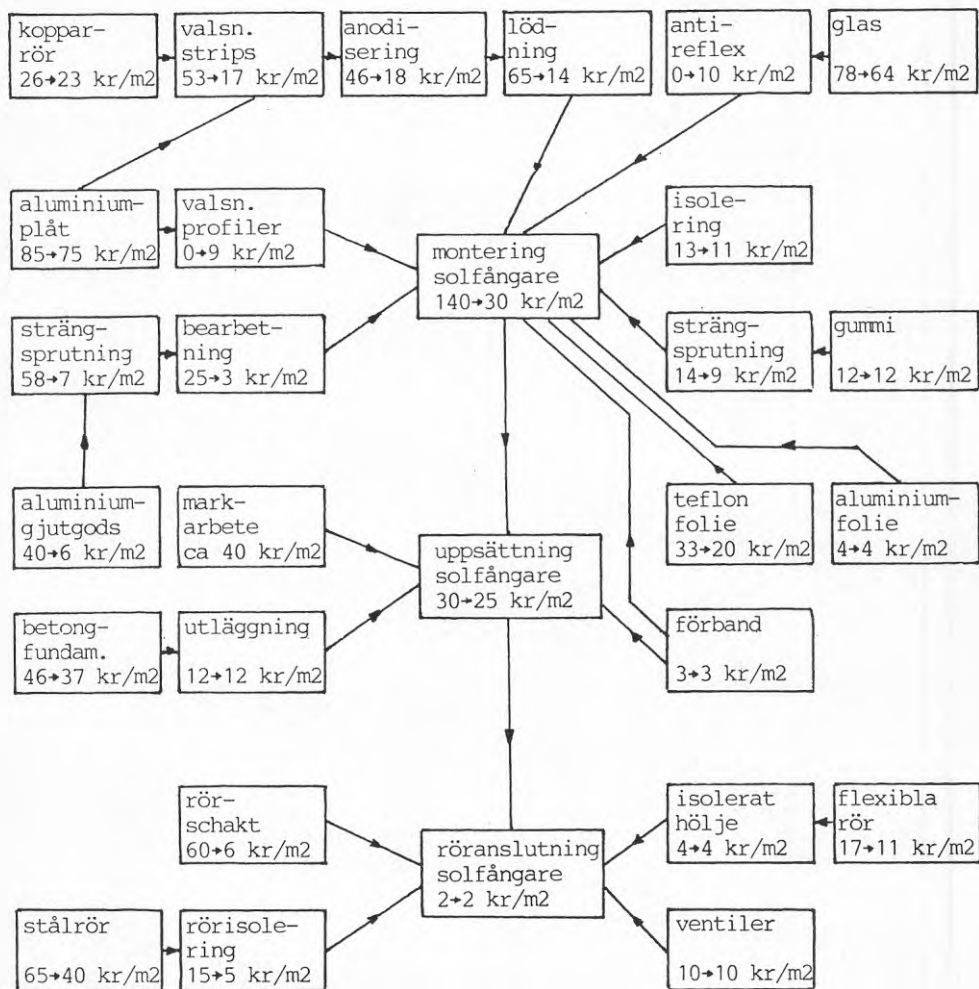 koppar-
rör
26→23 kr/m2
valsn.
strips
53→17 kr/m2
anodi-
sering
46→18 kr/m2
löd-
ning
65→14 kr/m2
anti-
reflex
0→10 kr/m2
glas
78→64 kr/m2
aluminium-
plåt
85→75 kr/m2
valsn.
profiler
0→9 kr/m2
montering
solfångare
140→30 kr/m2
isole-
ring
13→11 kr/m2
sträng-
sprutning
58→7 kr/m2
bearbet-
ning
25→3 kr/m2
sträng-
sprutning
14→9 kr/m2
gummi
12→12 kr/m2
aluminium-
gjutgods
40→6 kr/m2
mark-
arbete
ca 40 kr/m2
uppsättning
solfångare
30→25 kr/m2
teflon
folie
33→20 kr/m2
aluminium-
folie
4→4 kr/m2
betong-
fundam.
46→37 kr/m2
utläggning
12→12 kr/m2
förband
3→3 kr/m2
rör-
schakt
60→6 kr/m2
röranslutning
solfångare
2→2 kr/m2
isolerat
hölje
4→4 kr/m2
flexibla
rör
17→11 kr/m2
stålrör
65→40 kr/m2
rörisole-
ring
15→5 kr/m2
ventiler
10→10 kr/m2